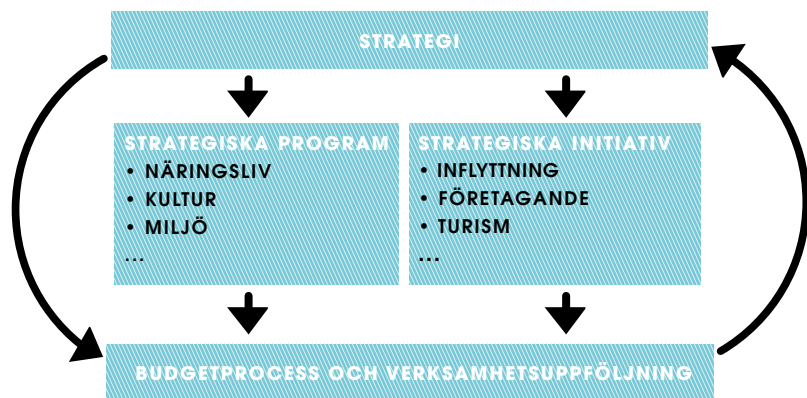 STRATEGI
STRATEGISKA PROGRAM
• NÄRINGSLIV
• KULTUR
• MILJÖ
...
STRATEGISKA INITIATIV
• INFLYTTNING
• FÖRETAGANDE
• TURISM
...
BUDGETPROCESS OCH VERKSAMHETSUPPFÖLJNING